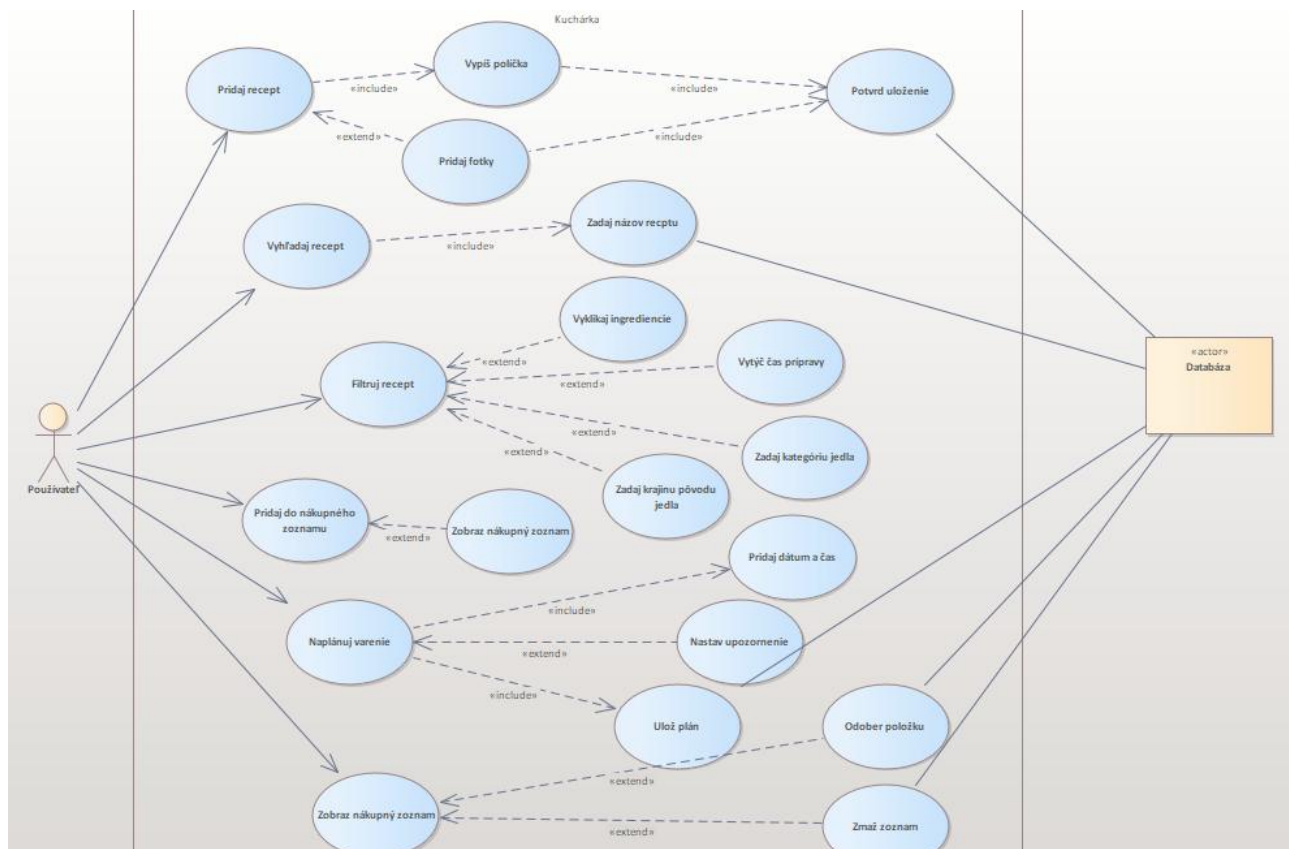 Kuchárka
Pridaj recept
«include»
Vypíš políčka
«include»
Potvrd uloženie
«extend»
Pridaj fotky
«include»
Vyhľadaj recept
«include»
Zadaj názov recptu
Vyklikaj ingrediencie
«extend»
Vytýč čas prípravy
«extend»
Filtruj recept
«extend»
Zadaj kategóriu jedla
«extend»
Zadaj krajinu pôvodu
jedla
«actor»
Databáza
Používateľ
Pridaj do nákupného
zoznamu
«extend»
Zobraz nákupný zoznam
Pridaj dátum a čas
«include»
Naplánuj varenie
«extend»
Nastav upozornenie
«include»
Ulož plán
Odober položku
«extend»
Zobraz nákupný zoznam
«extend»
Zmaž zoznam